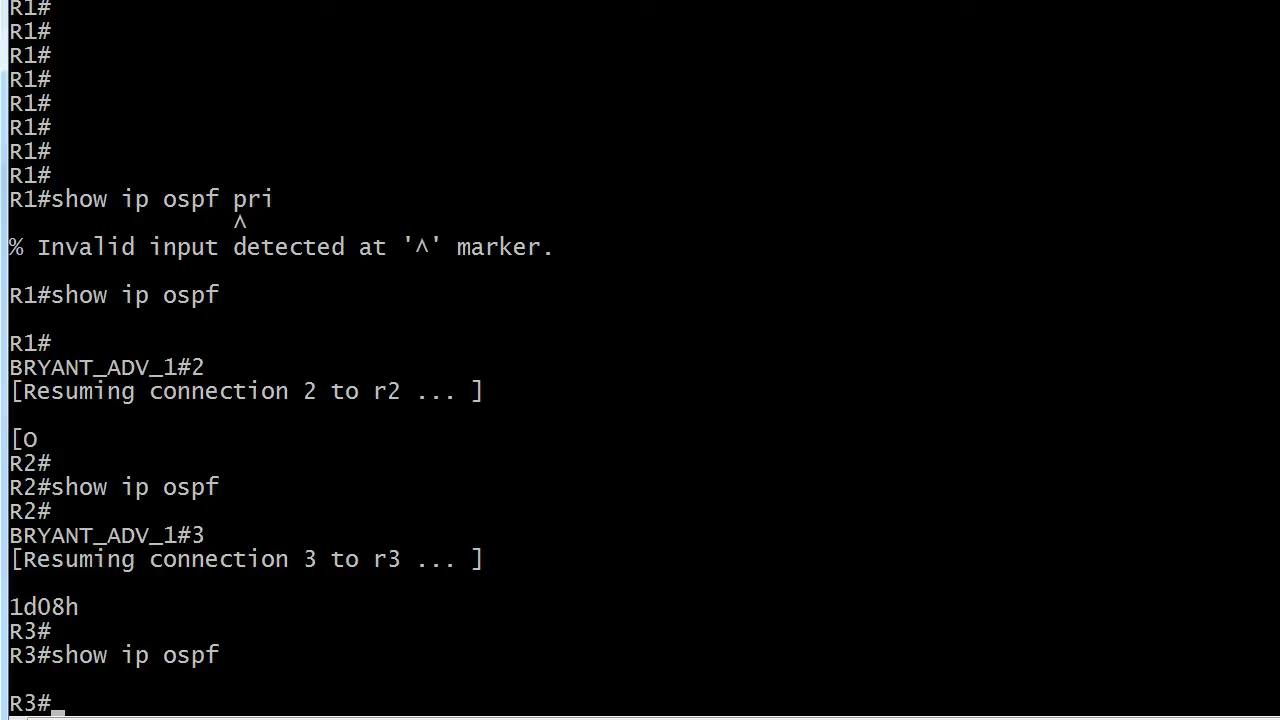 R1#
R1#
R1#
R1#
R1#
R1#
R1#
R1#
R1#show ip ospf pri
^
% Invalid input detected at '^' marker.
R1#show ip ospf
R1#
BRYANT_ADV_1#2
[Resuming connection 2 to r2 ... ]
[O
R2#
R2#show ip ospf
R2#
BRYANT_ADV_1#3
[Resuming connection 3 to r3 ... ]
1d08h
R3#
R3#show ip ospf
R3#